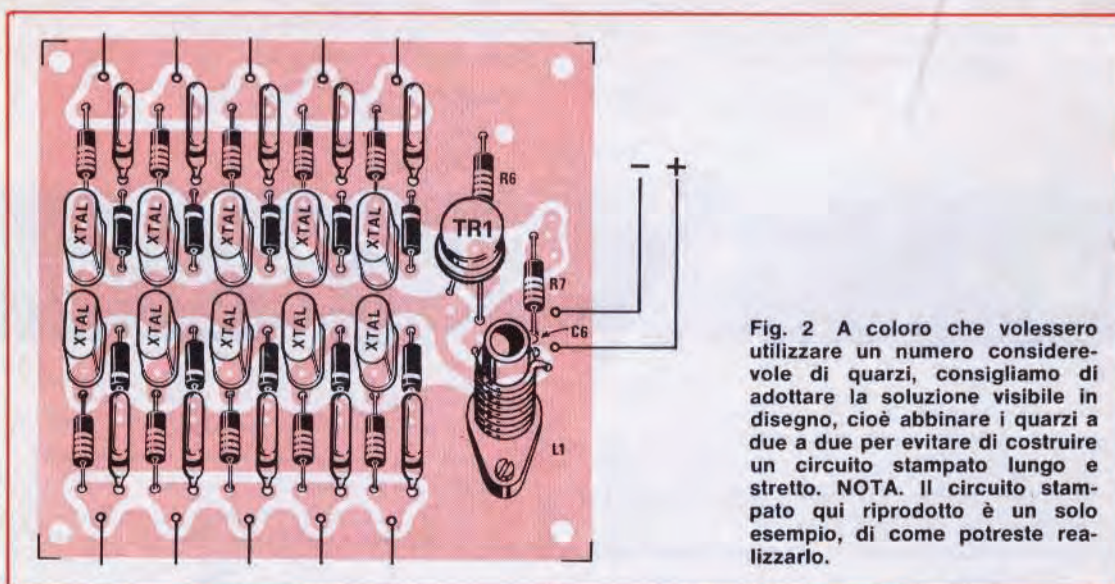 R6
XTAL XTAL XTAL XTAL XTAL
TR1
− +
R7
XTAL XTAL XTAL XTAL XTAL
C6
L1
Fig. 2 A coloro che volessero
utilizzare un numero considere-
vole di quarzi, consigliamo di
adottare la soluzione visibile in
disegno, cioè abbinare i quarzi a
due a due per evitare di costruire
un circuito stampato lungo e
stretto. NOTA. Il circuito stam-
pato qui riprodotto è un solo
esempio, di come potreste rea-
lizzarlo.